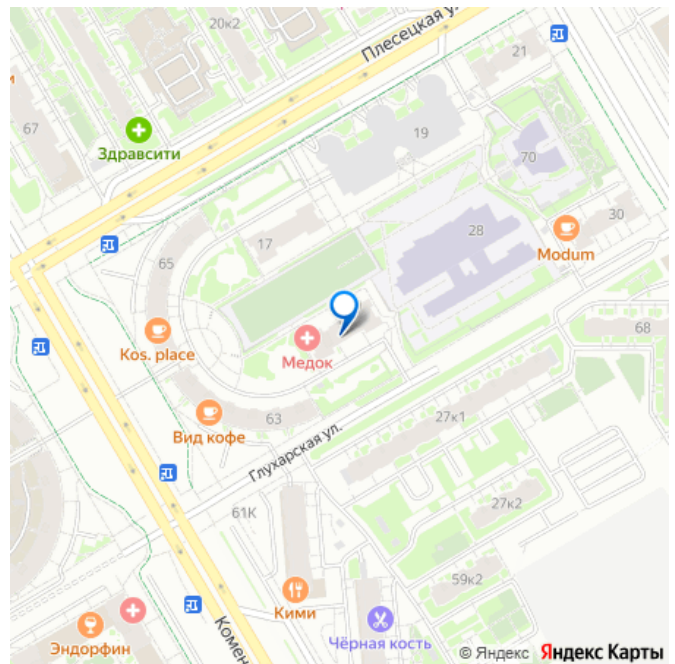 20к2
Плесецкая у
21
и
67
Здравсити
19
70
30
28
Modum
17
65
68
Kos. place
Медок
63
27к1
Вид кофе
Глухарская ул.
61К
27к2
59к2
Кими
Чёрная кость
Эндорфин
Комен
© Яндекс Яндекс Карты